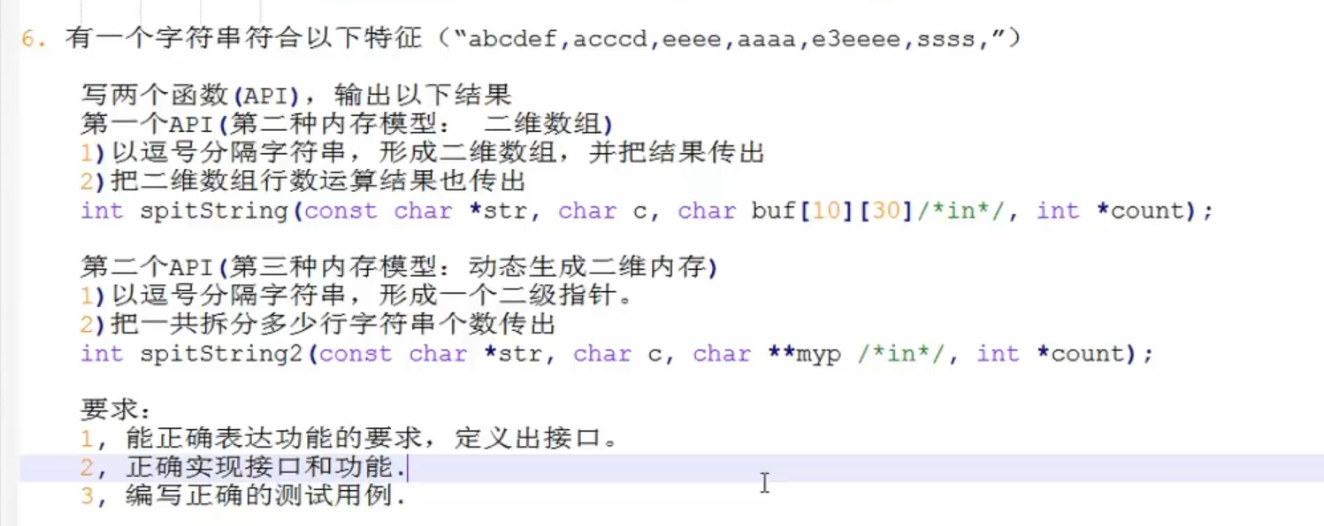 6. 有一个字符串符合以下特征（“abcdef,acccd,eeee,aaaa,e3eeee,ssss,”）
写两个函数(API)，输出以下结果
第一个API(第二种内存模型： 二维数组)
1)以逗号分隔字符串，形成二维数组，并把结果传出
2)把二维数组行数运算结果也传出
int spitString(const char *str, char c, char buf[10][30]/*in*/, int *count);
第二个API(第三种内存模型：动态生成二维内存)
1)以逗号分隔字符串，形成一个二级指针。
2)把一共拆分多少行字符串个数传出
int spitString2(const char *str, char c, char **myp /*in*/, int *count);
要求：
1, 能正确表达功能的要求，定义出接口。
2, 正确实现接口和功能.
3, 编写正确的测试用例.